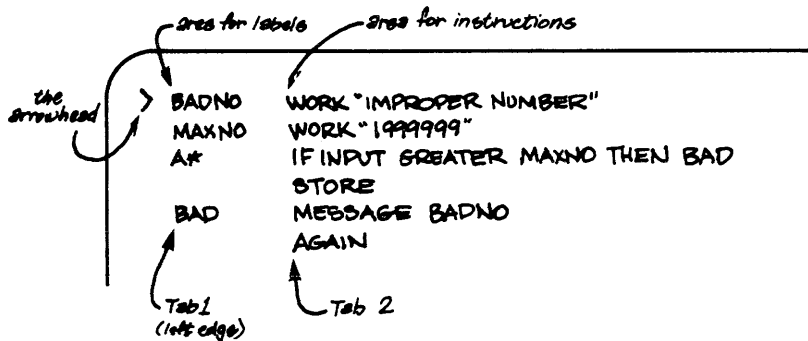 area for labels
area for instructions
the
arrowhead
> BADNO WORK "IMPROPER NUMBER"
MAXNO WORK "1999999"
A* IF INPUT GREATER MAXNO THEN BAD
STORE
BAD MESSAGE BADNO
AGAIN
Tab 1
(left edge)
Tab 2